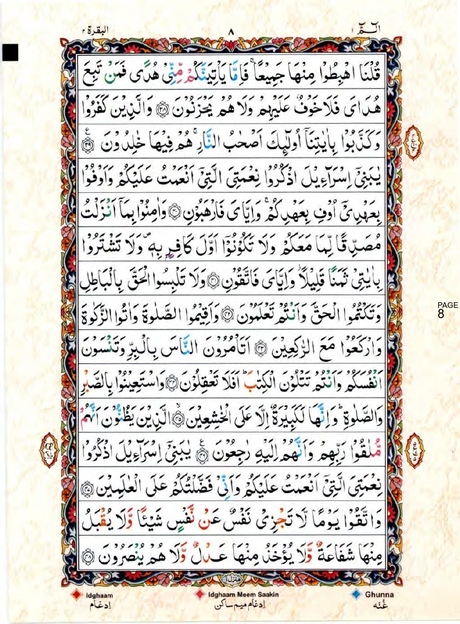 البقرة ٢
٨
الٓمّٓ ١
قُلْنَا اهْبِطُوْا مِنْهَا جَمِيْعًا ۚ فَاِمَّا يَاْتِيَنَّكُمْ مِّنِّيْ هُدًى فَمَنْ تَبِعَ
هُدَايَ فَلَا خَوْفٌ عَلَيْهِمْ وَلَا هُمْ يَحْزَنُوْنَ ۝٣٨ وَالَّذِيْنَ كَفَرُوْا
وَكَذَّبُوْا بِاٰيٰتِنَآ اُولٰٓئِكَ اَصْحٰبُ النَّارِ ۚ هُمْ فِيْهَا خٰلِدُوْنَ ۝٣٩
يٰبَنِيْٓ اِسْرَآءِيْلَ اذْكُرُوْا نِعْمَتِيَ الَّتِيْٓ اَنْعَمْتُ عَلَيْكُمْ وَاَوْفُوْا
بِعَهْدِيْٓ اُوْفِ بِعَهْدِكُمْ ۚ وَاِيَّايَ فَارْهَبُوْنِ ۝٤٠ وَاٰمِنُوْا بِمَآ اَنْزَلْتُ
مُصَدِّقًا لِّمَا مَعَكُمْ وَلَا تَكُوْنُوْٓا اَوَّلَ كَافِرٍۢ بِهٖ ۪ وَلَا تَشْتَرُوْا
بِاٰيٰتِيْ ثَمَنًا قَلِيْلًا ۡ وَاِيَّايَ فَاتَّقُوْنِ ۝٤١ وَلَا تَلْبِسُوا الْحَقَّ بِالْبَاطِلِ
وَتَكْتُمُوا الْحَقَّ وَاَنْتُمْ تَعْلَمُوْنَ ۝٤٢ وَاَقِيْمُوا الصَّلٰوةَ وَاٰتُوا الزَّكٰوةَ
وَارْكَعُوْا مَعَ الرّٰكِعِيْنَ ۝٤٣ اَتَاْمُرُوْنَ النَّاسَ بِالْبِرِّ وَتَنْسَوْنَ
اَنْفُسَكُمْ وَاَنْتُمْ تَتْلُوْنَ الْكِتٰبَ ؕ اَفَلَا تَعْقِلُوْنَ ۝٤٤ وَاسْتَعِيْنُوْا بِالصَّبْرِ
وَالصَّلٰوةِ ؕ وَاِنَّهَا لَكَبِيْرَةٌ اِلَّا عَلَى الْخٰشِعِيْنَ ۝٤٥ الَّذِيْنَ يَظُنُّوْنَ اَنَّهُمْ
مُّلٰقُوْا رَبِّهِمْ وَاَنَّهُمْ اِلَيْهِ رٰجِعُوْنَ ۝٤٦ يٰبَنِيْٓ اِسْرَآءِيْلَ اذْكُرُوْا
نِعْمَتِيَ الَّتِيْٓ اَنْعَمْتُ عَلَيْكُمْ وَاَنِّيْ فَضَّلْتُكُمْ عَلَى الْعٰلَمِيْنَ ۝٤٧
وَاتَّقُوْا يَوْمًا لَّا تَجْزِيْ نَفْسٌ عَنْ نَّفْسٍ شَيْئًا وَّلَا يُقْبَلُ
مِنْهَا شَفَاعَةٌ وَّلَا يُؤْخَذُ مِنْهَا عَدْلٌ وَّلَا هُمْ يُنْصَرُوْنَ ۝٤٨
PAGE
8
Idghaam
ادغام
Idghaam Meem Saakin
ادغام میم ساکن
Ghunna
غنّه